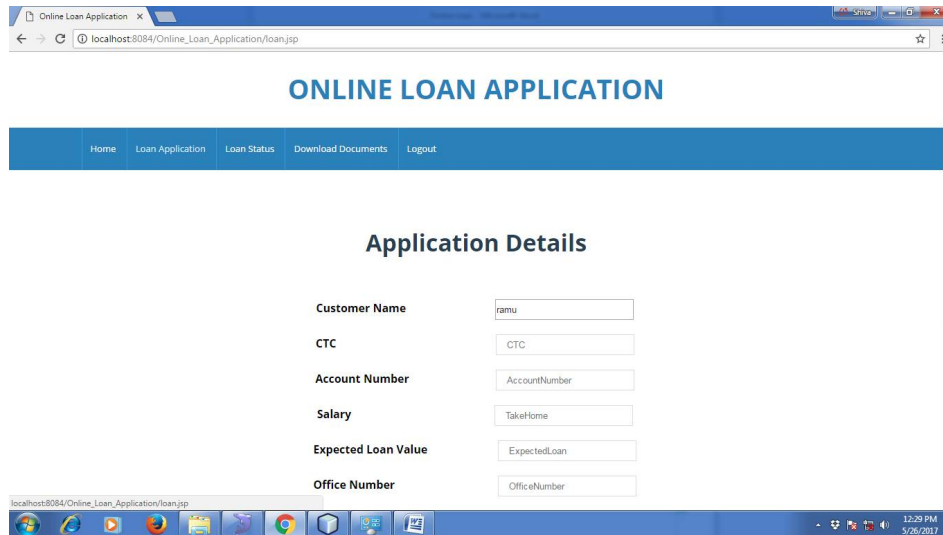 Online Loan Application
Shiva
localhost:8084/Online_Loan_Application/loan.jsp
ONLINE LOAN APPLICATION
Home Loan Application Loan Status Download Documents Logout
Application Details
Customer Name ramu
CTC CTC
Account Number AccountNumber
Salary TakeHome
Expected Loan Value ExpectedLoan
Office Number OfficeNumber
localhost:8084/Online_Loan_Application/loan.jsp
12:29 PM
5/26/2017